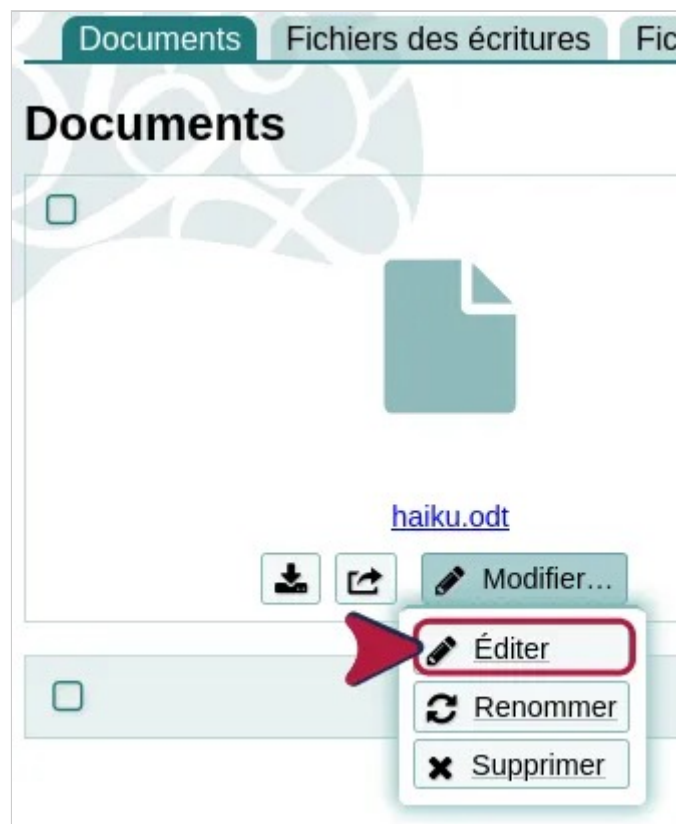 Documents Fichiers des écritures
Documents
haiku.odt
Modifier...
Éditer
Renommer
Supprimer